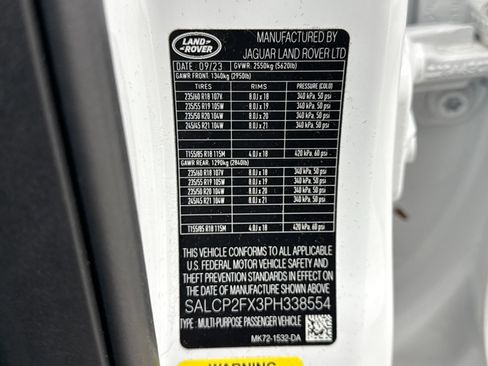 LAND ROVER
MANUFACTURED BY
JAGUAR LAND ROVER LTD
DATE 09/23 GVWR: 2550kg (5620lb)
GAWR FRONT: 1340kg (2950lb)
TIRES RIMS PRESSURE (COLD)
235/60 R18 107V 8.0J x 18 340 kPa, 50 psi
235/55 R19 105W 8.0J x 19 340 kPa, 50 psi
235/50 R20 104W 8.0J x 20 340 kPa, 50 psi
245/45 R21 104W 8.0J x 21 340 kPa, 50 psi
T155/85 R18 115M 4.0J x 18 420 kPa, 60 psi
GAWR REAR: 1290kg (2840lb)
235/60 R18 107V 8.0J x 18 340 kPa, 50 psi
235/55 R19 105W 8.0J x 19 340 kPa, 50 psi
235/50 R20 104W 8.0J x 20 340 kPa, 50 psi
245/45 R21 104W 8.0J x 21 340 kPa, 50 psi
T155/85 R18 115M 4.0J x 18 420 kPa, 60 psi
THIS VEHICLE CONFORMS TO ALL APPLICABLE
U.S. FEDERAL MOTOR VEHICLE SAFETY AND
THEFT PREVENTION STANDARDS IN EFFECT ON
THE DATE OF MANUFACTURE SHOWN ABOVE.
SALCP2FX3PH338554
TYPE : MULTI-PURPOSE PASSENGER VEHICLE
MK72-1532-DA
WARNING